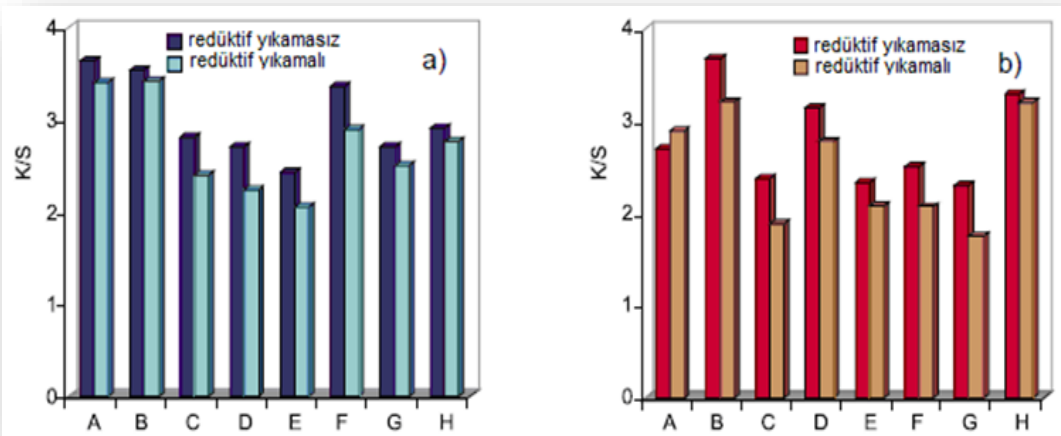 4
3
2
1
0
K/S
redüktif yıkamasız
redüktif yıkamalı
a)
A B C D E F G H
4
3
2
1
0
K/S
redüktif yıkamasız
redüktif yıkamalı
b)
A B C D E F G H